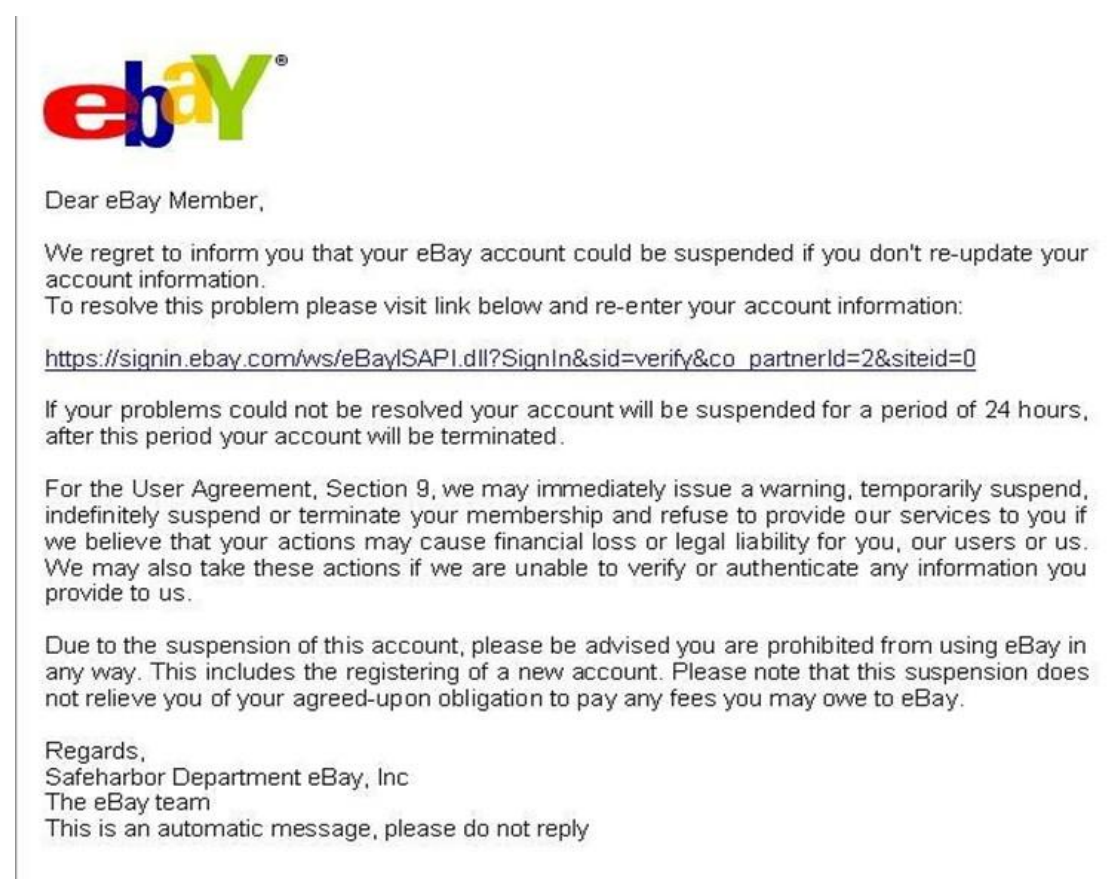 ebaY®
Dear eBay Member,
We regret to inform you that your eBay account could be suspended if you don't re-update your
account information.
To resolve this problem please visit link below and re-enter your account information:
https://signin.ebay.com/ws/eBayISAPI.dll?SignIn&sid=verify&co_partnerId=2&siteid=0
If your problems could not be resolved your account will be suspended for a period of 24 hours,
after this period your account will be terminated.
For the User Agreement, Section 9, we may immediately issue a warning, temporarily suspend,
indefinitely suspend or terminate your membership and refuse to provide our services to you if
we believe that your actions may cause financial loss or legal liability for you, our users or us.
We may also take these actions if we are unable to verify or authenticate any information you
provide to us.
Due to the suspension of this account, please be advised you are prohibited from using eBay in
any way. This includes the registering of a new account. Please note that this suspension does
not relieve you of your agreed-upon obligation to pay any fees you may owe to eBay.
Regards,
Safeharbor Department eBay, Inc
The eBay team
This is an automatic message, please do not reply